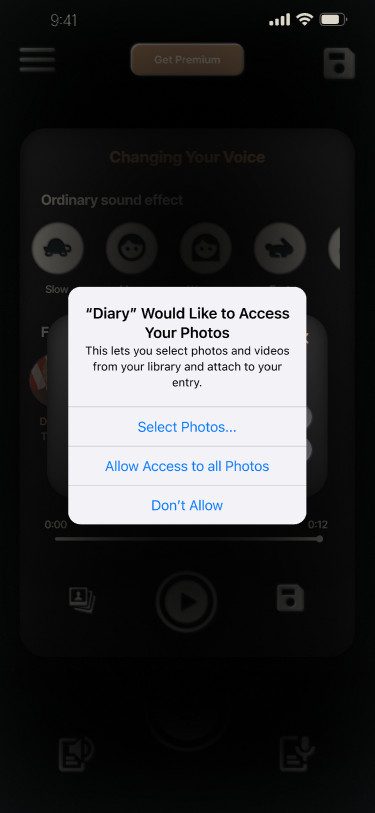 9:41
Get Premium
Changing Your Voice
Ordinary sound effect
Slow
“Diary” Would Like to Access
Your Photos
This lets you select photos and videos
from your library and attach to your
entry.
Select Photos...
Allow Access to all Photos
Don’t Allow
0:00
0:12